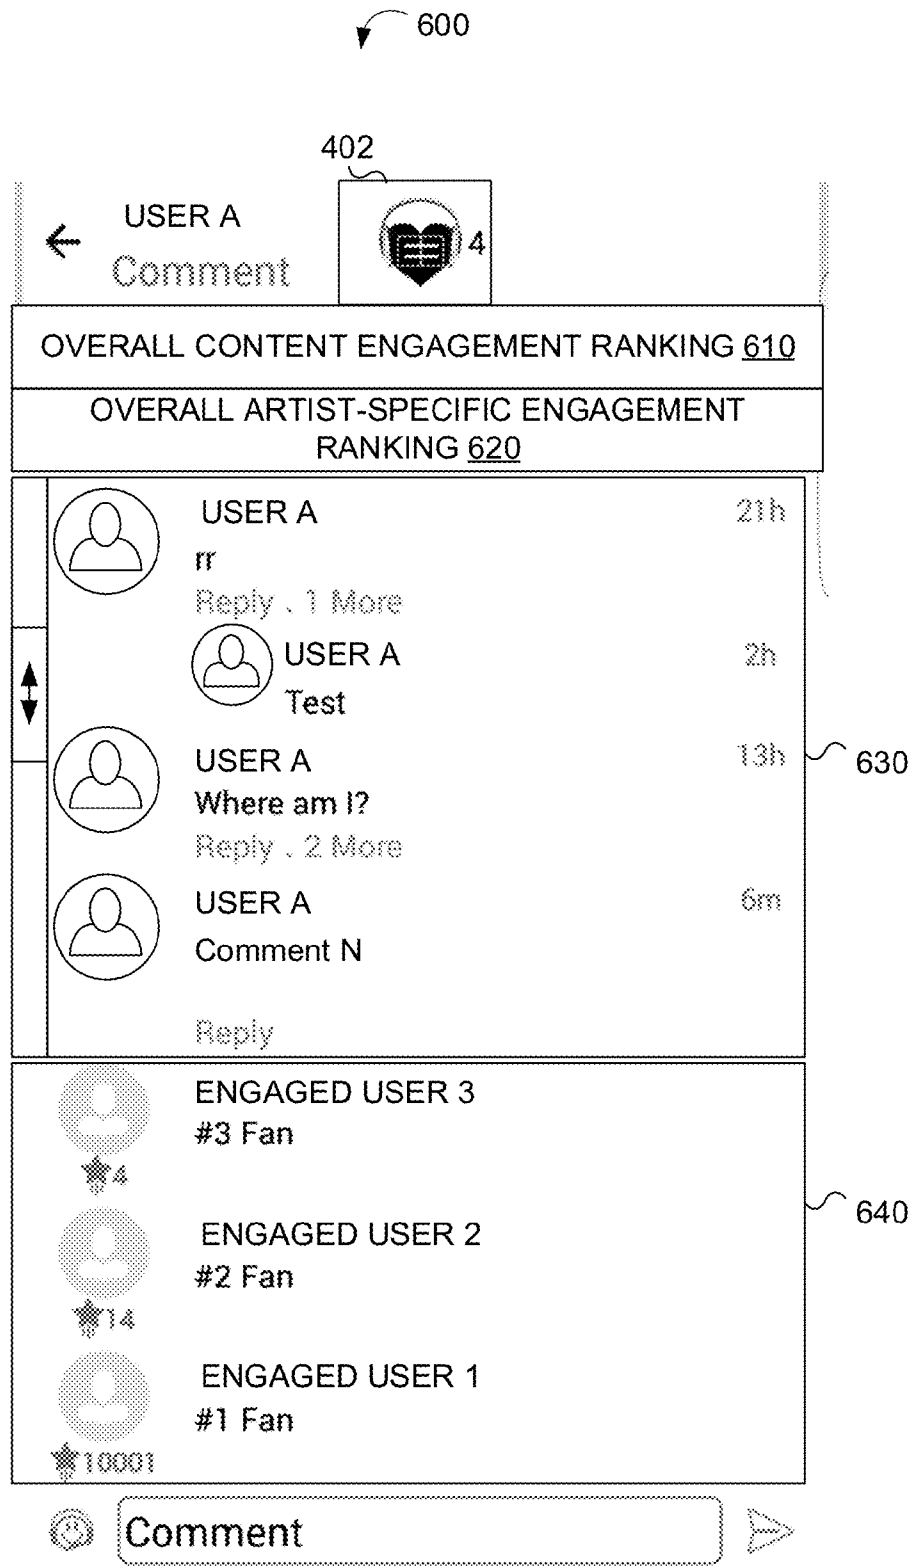 600
402
USER A
4
Comment
OVERALL CONTENT ENGAGEMENT RANKING 610
OVERALL ARTIST-SPECIFIC ENGAGEMENT
RANKING 620
USER A 21h
rr
Reply . 1 More
USER A 2h
Test
USER A 13h
630
Where am I?
Reply . 2 More
USER A 6m
Comment N
Reply
ENGAGED USER 3
#3 Fan
4
640
ENGAGED USER 2
#2 Fan
14
ENGAGED USER 1
#1 Fan
10001
Comment